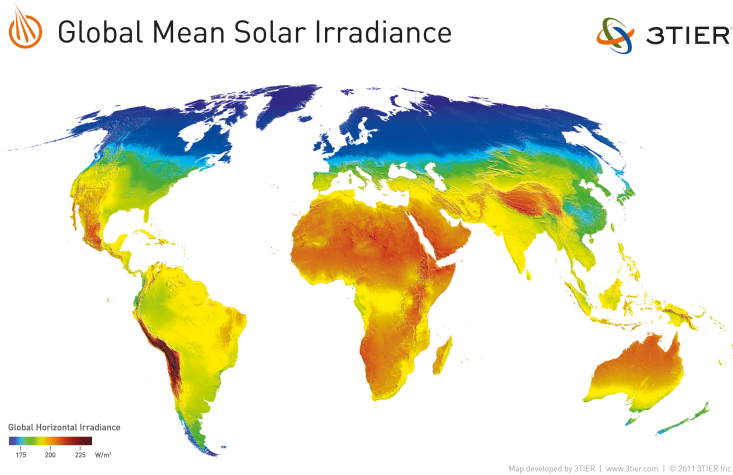 Global Mean Solar Irradiance
3TIER®
Global Horizontal Irradiance
175 200 225 W/m²
Map developed by 3TIER | www.3tier.com | © 2011 3TIER Inc.